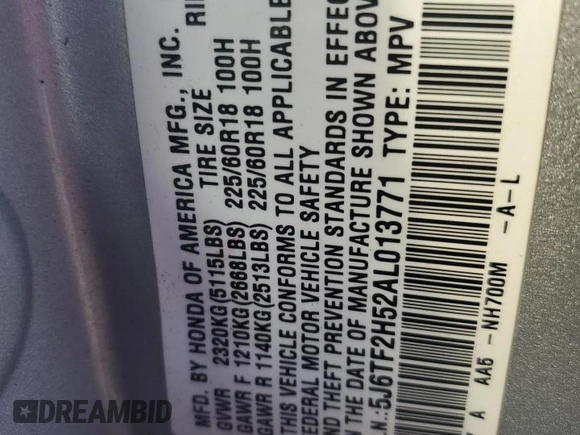 MFD. BY HONDA OF AMERICA MFG., INC.
TIRE SIZE
GVWR 2320KG(5115LBS)
GAWR F 1210KG(2668LBS) 225/60R18 100H
GAWR R 1140KG(2513LBS) 225/60R18 100H
THIS VEHICLE CONFORMS TO ALL APPLICABLE
FEDERAL MOTOR VEHICLE SAFETY
AND THEFT PREVENTION STANDARDS IN EFFEC
ON THE DATE OF MANUFACTURE SHOWN ABOV
.N.:5J6TF2H52AL013771 TYPE: MPV
A AA5 -NH700M -A-L
DREAMBID